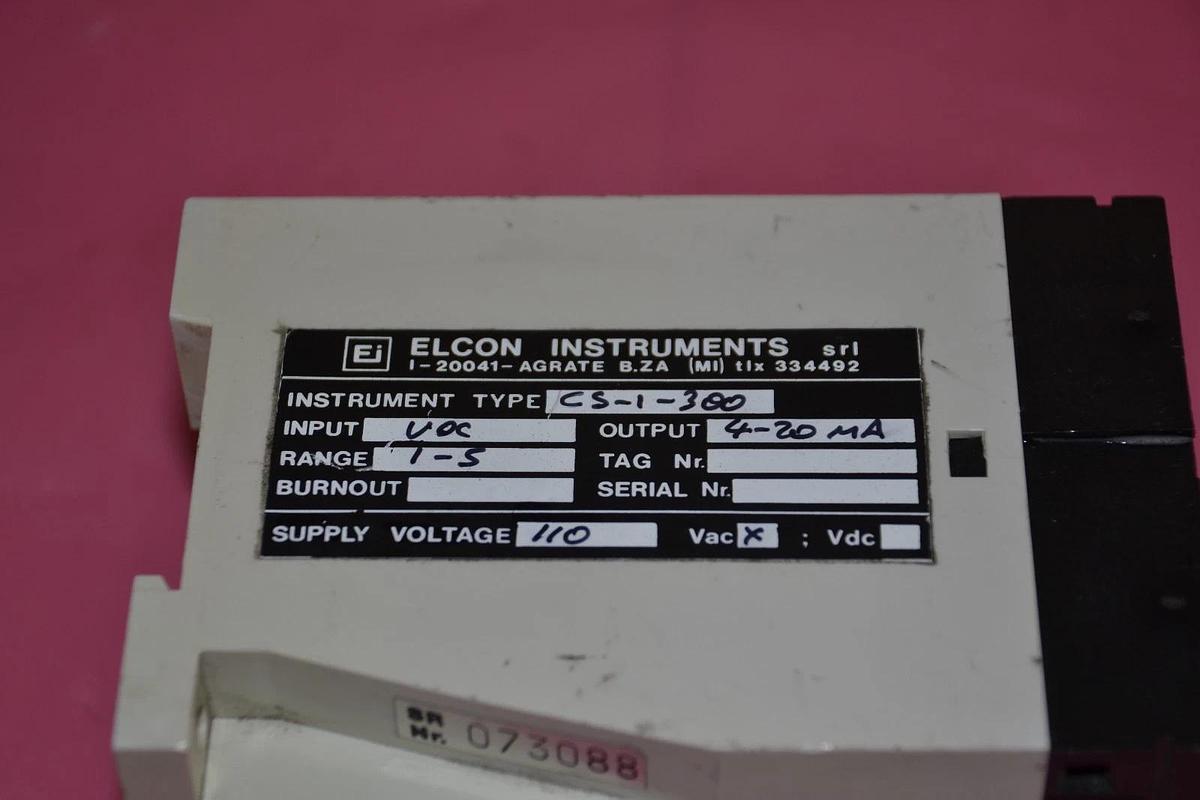 Ei ELCON INSTRUMENTS srl
I-20041-AGRATE B.ZA (MI) tlx 334492
INSTRUMENT TYPE CS-1-300
INPUT VDC OUTPUT 4-20 mA
RANGE 1-5 TAG Nr.
BURNOUT SERIAL Nr.
SUPPLY VOLTAGE 110 Vac X ; Vdc
SR
Nr. 073088